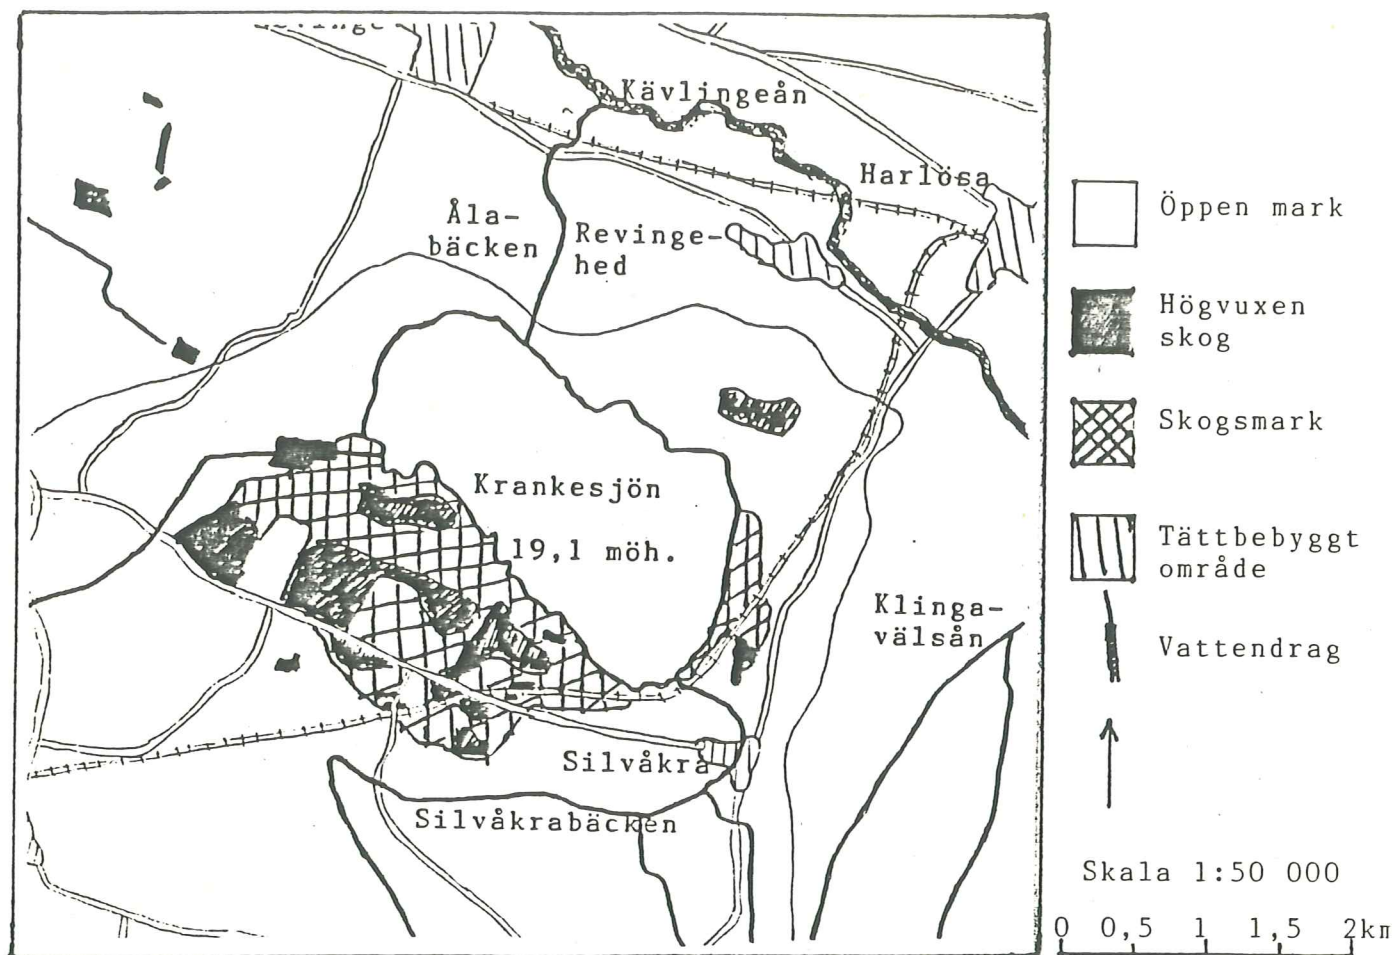 Kävlingeån
Harlösa
Åla-
bäcken
Revinge-
hed
Krankesjön
19,1 möh.
Klinga-
välsån
Silvåkra
Silvåkrabäcken
Öppen mark
Högvuxen
skog
Skogsmark
Tättbebyggt
område
Vattendrag
Skala 1:50 000
0 0,5 1 1,5 2km